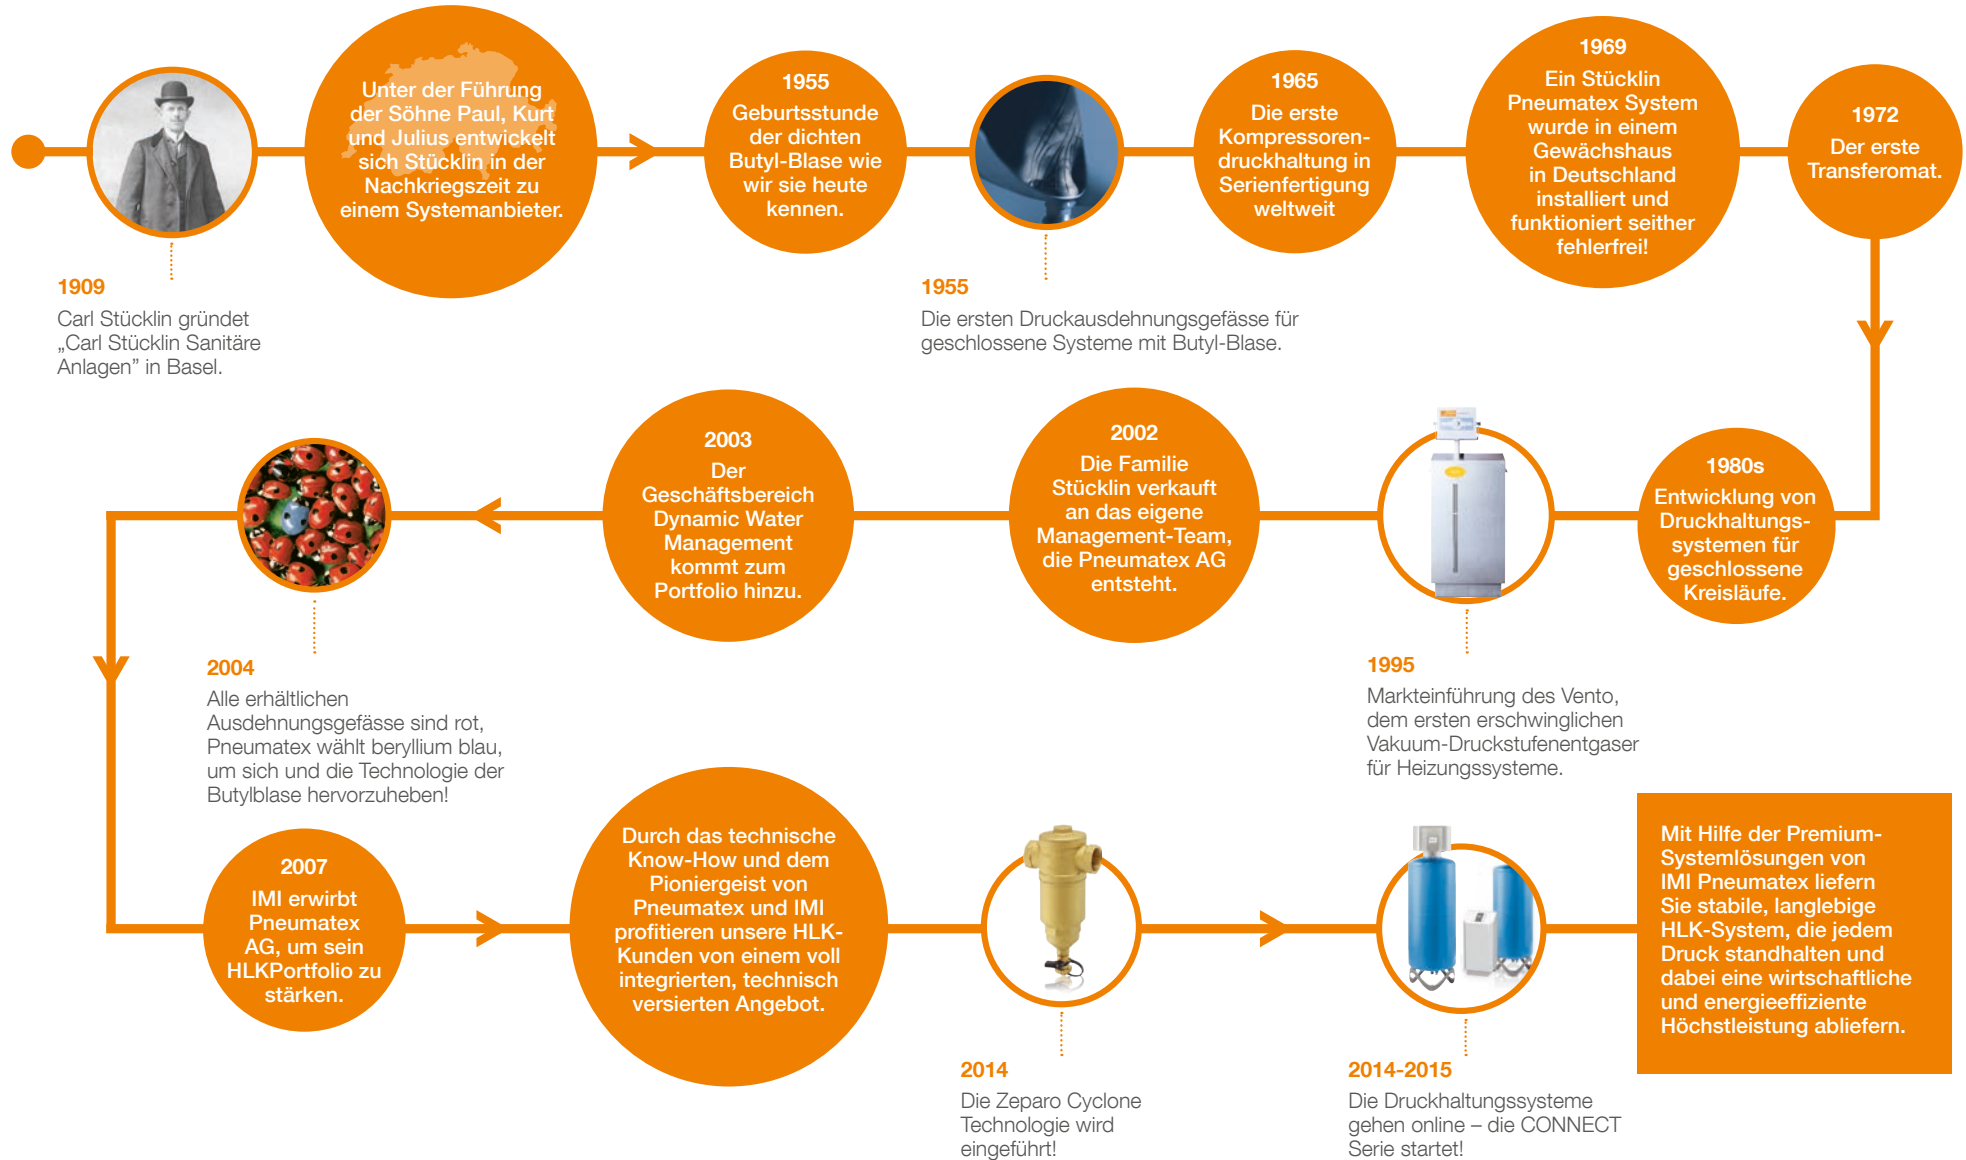 1909
Carl Stücklin gründet
„Carl Stücklin Sanitäre
Anlagen” in Basel.
Unter der Führung
der Söhne Paul, Kurt
und Julius entwickelt
sich Stücklin in der
Nachkriegszeit zu
einem Systemanbieter.
1955
Geburtsstunde
der dichten
Butyl-Blase wie
wir sie heute
kennen.
1955
Die ersten Druckausdehnungsgefässe für
geschlossene Systeme mit Butyl-Blase.
1965
Die erste
Kompressoren-
druckhaltung in
Serienfertigung
weltweit
1969
Ein Stücklin
Pneumatex System
wurde in einem
Gewächshaus
in Deutschland
installiert und
funktioniert seither
fehlerfrei!
1972
Der erste
Transferomat.
1980s
Entwicklung von
Druckhaltungs-
systemen für
geschlossene
Kreisläufe.
1995
Markteinführung des Vento,
dem ersten erschwinglichen
Vakuum-Druckstufenentgaser
für Heizungssysteme.
2002
Die Familie
Stücklin verkauft
an das eigene
Management-Team,
die Pneumatex AG
entsteht.
2003
Der
Geschäftsbereich
Dynamic Water
Management
kommt zum
Portfolio hinzu.
2004
Alle erhältlichen
Ausdehnungsgefässe sind rot,
Pneumatex wählt beryllium blau,
um sich und die Technologie der
Butylblase hervorzuheben!
2007
IMI erwirbt
Pneumatex
AG, um sein
HLKPortfolio zu
stärken.
Durch das technische
Know-How und dem
Pioniergeist von
Pneumatex und IMI
profitieren unsere HLK-
Kunden von einem voll
integrierten, technisch
versierten Angebot.
2014
Die Zeparo Cyclone
Technologie wird
eingeführt!
2014-2015
Die Druckhaltungssysteme
gehen online – die CONNECT
Serie startet!
Mit Hilfe der Premium-
Systemlösungen von
IMI Pneumatex liefern
Sie stabile, langlebige
HLK-System, die jedem
Druck standhalten und
dabei eine wirtschaftliche
und energieeffiziente
Höchstleistung abliefern.